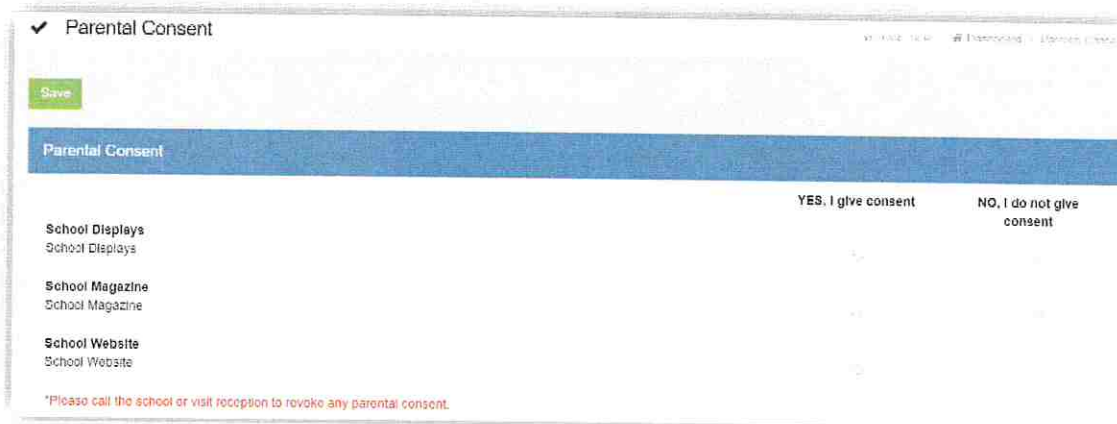 Parental Consent
Save
Parental Consent
YES, I give consent
NO, I do not give
consent
School Displays
School Displays
School Magazine
School Magazine
School Website
School Website
*Please call the school or visit reception to revoke any parental consent.